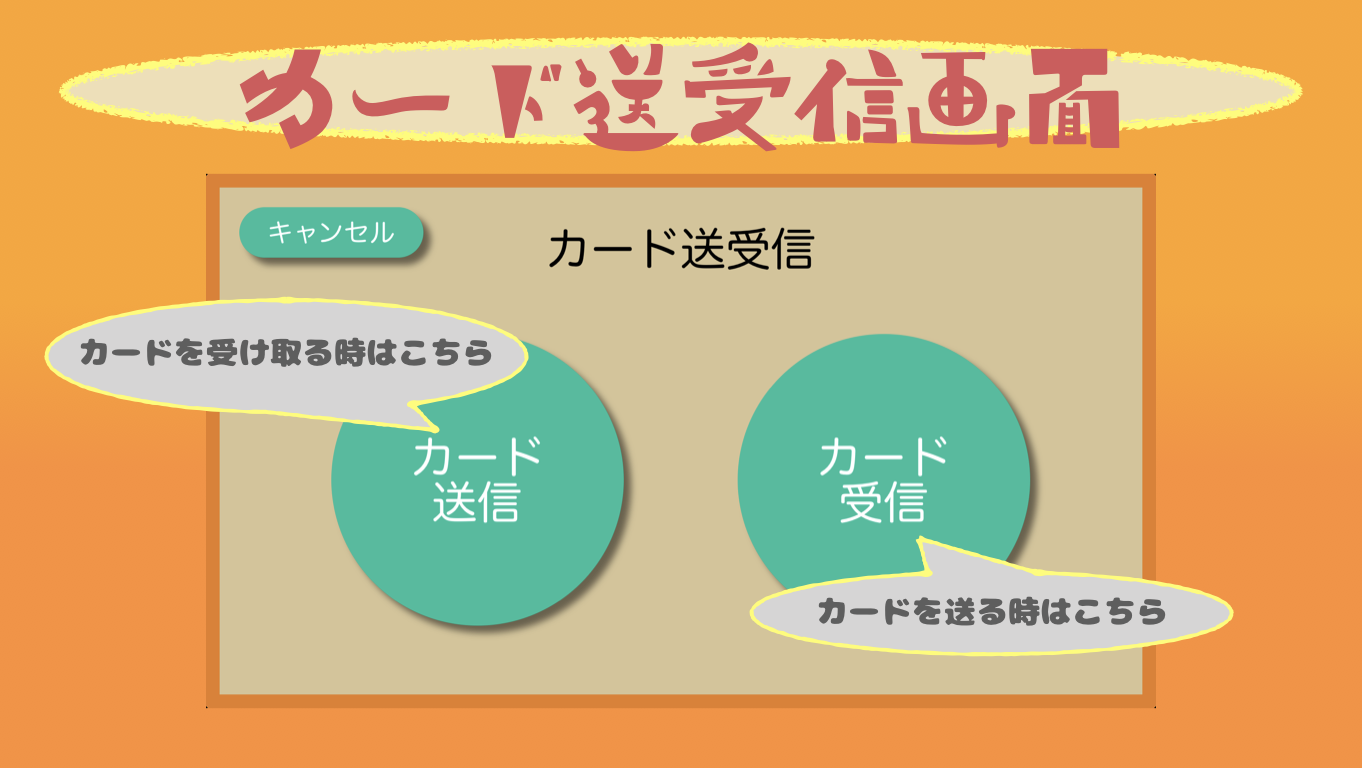 カード送受信画面
キャンセル
カード送受信
カードを受け取る時はこちら
カード
送信
カード
受信
カードを送る時はこちら